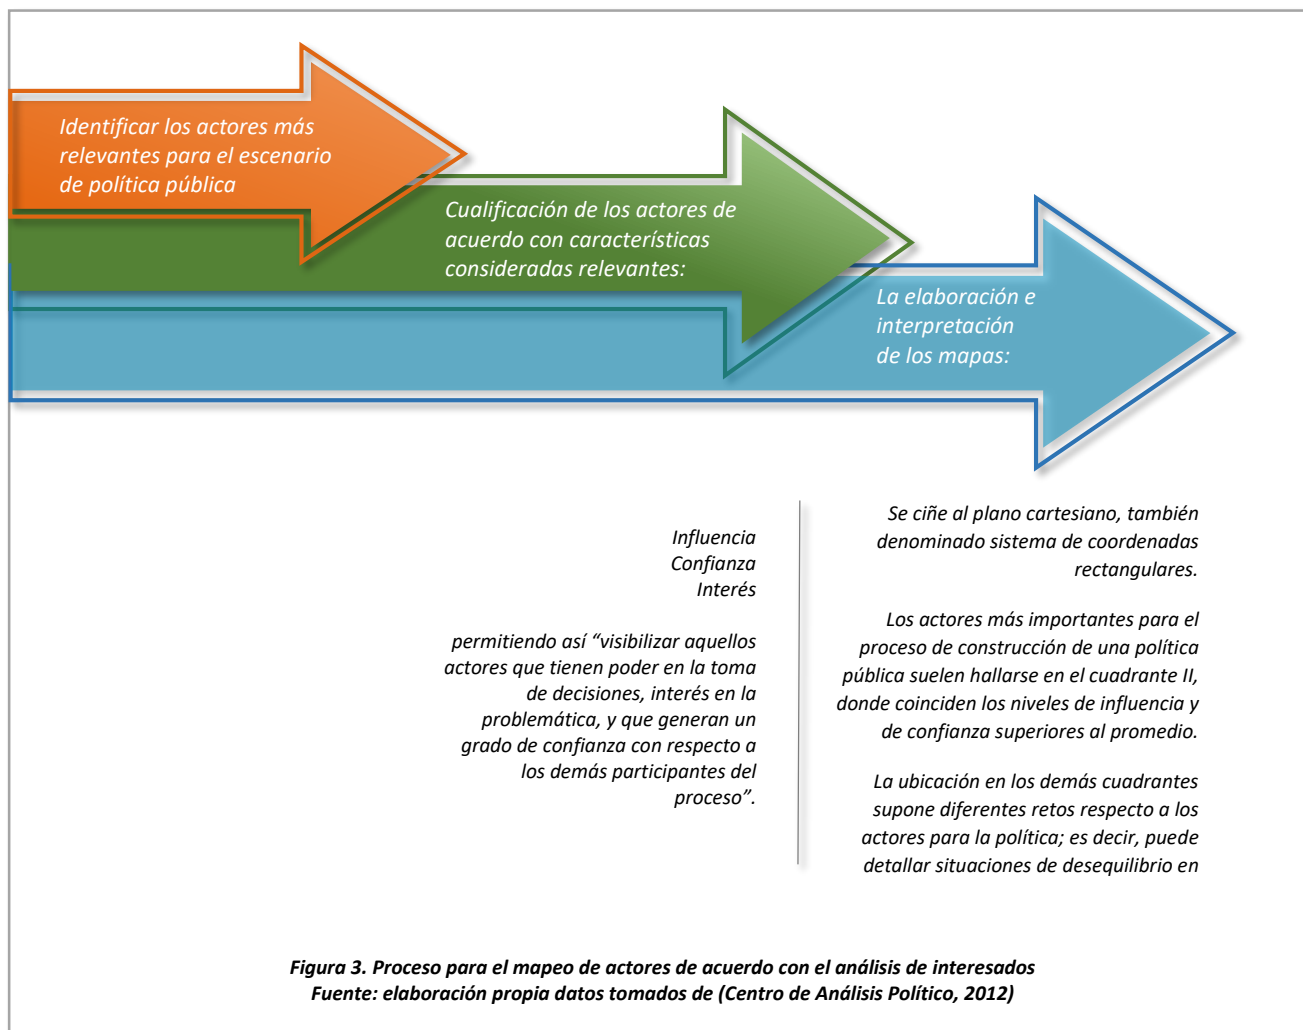 Identificar los actores más
relevantes para el escenario
de política pública
Cualificación de los actores de
acuerdo con características
consideradas relevantes:
La elaboración e
interpretación
de los mapas:
Influencia
Confianza
Interés
permitiendo así “visibilizar aquellos
actores que tienen poder en la toma
de decisiones, interés en la
problemática, y que generan un
grado de confianza con respecto a
los demás participantes del
proceso”.
Se ciñe al plano cartesiano, también
denominado sistema de coordenadas
rectangulares.
Los actores más importantes para el
proceso de construcción de una política
pública suelen hallarse en el cuadrante II,
donde coinciden los niveles de influencia y
de confianza superiores al promedio.
La ubicación en los demás cuadrantes
supone diferentes retos respecto a los
actores para la política; es decir, puede
detallar situaciones de desequilibrio en
Figura 3. Proceso para el mapeo de actores de acuerdo con el análisis de interesados
Fuente: elaboración propia datos tomados de (Centro de Análisis Político, 2012)